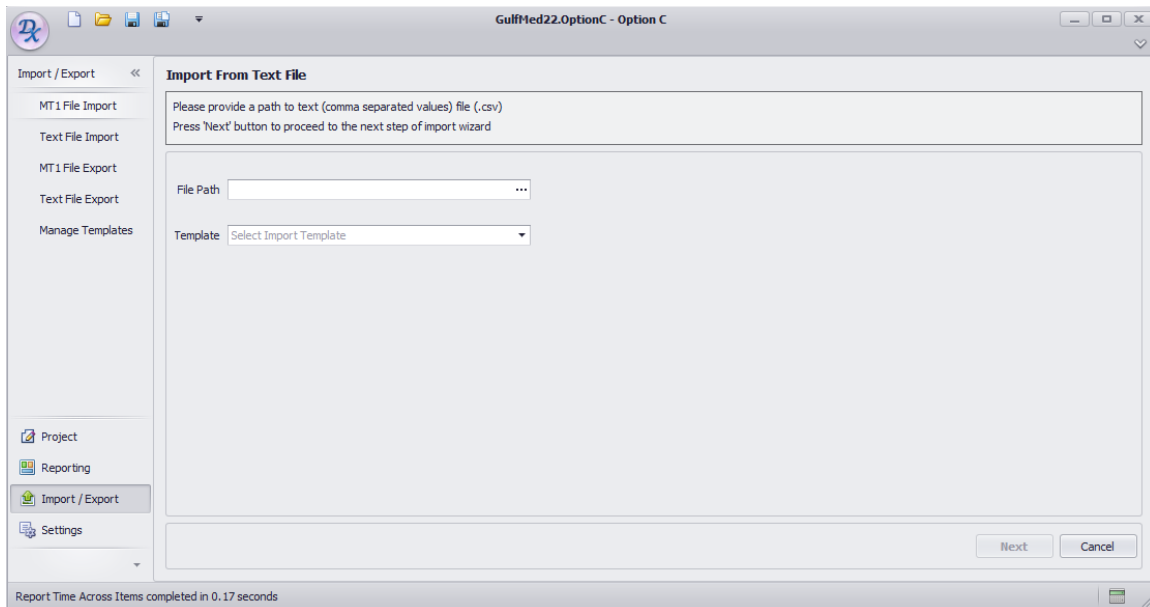 GulfMed22.OptionC - Option C
Import / Export
MT1 File Import
Text File Import
MT1 File Export
Text File Export
Manage Templates
Project
Reporting
Import / Export
Settings
Import From Text File
Please provide a path to text (comma separated values) file (.csv)
Press 'Next' button to proceed to the next step of import wizard
File Path
Template Select Import Template
Next Cancel
Report Time Across Items completed in 0.17 seconds